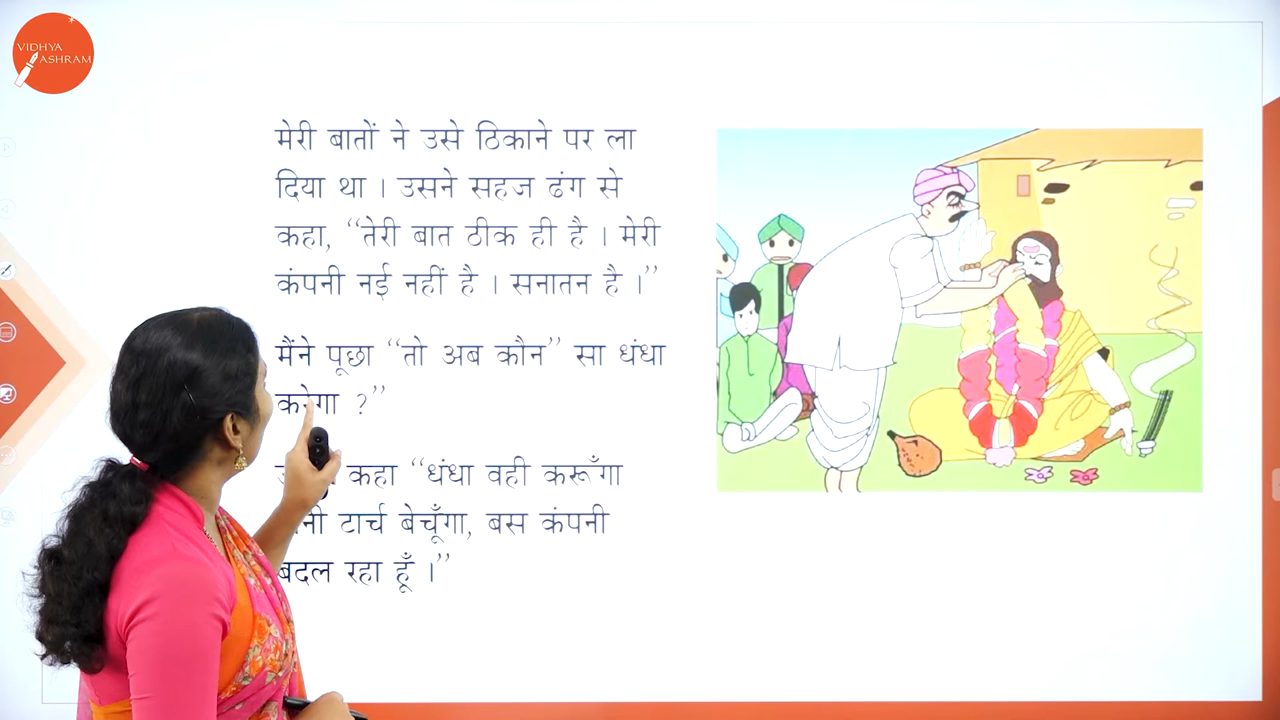 VIDHYA
ASHRAM
मेरी बातों ने उसे ठिकाने पर ला
दिया था । उसने सहज ढंग से
कहा, “तेरी बात ठीक ही है । मेरी
कंपनी नई नहीं है । सनातन है ।”
मैंने पूछा “तो अब कौन” सा धंधा
करेगा ?”
कहा “धंधा वही करूँगा
टार्च बेचूँगा, बस कंपनी
बदल रहा हूँ ।”